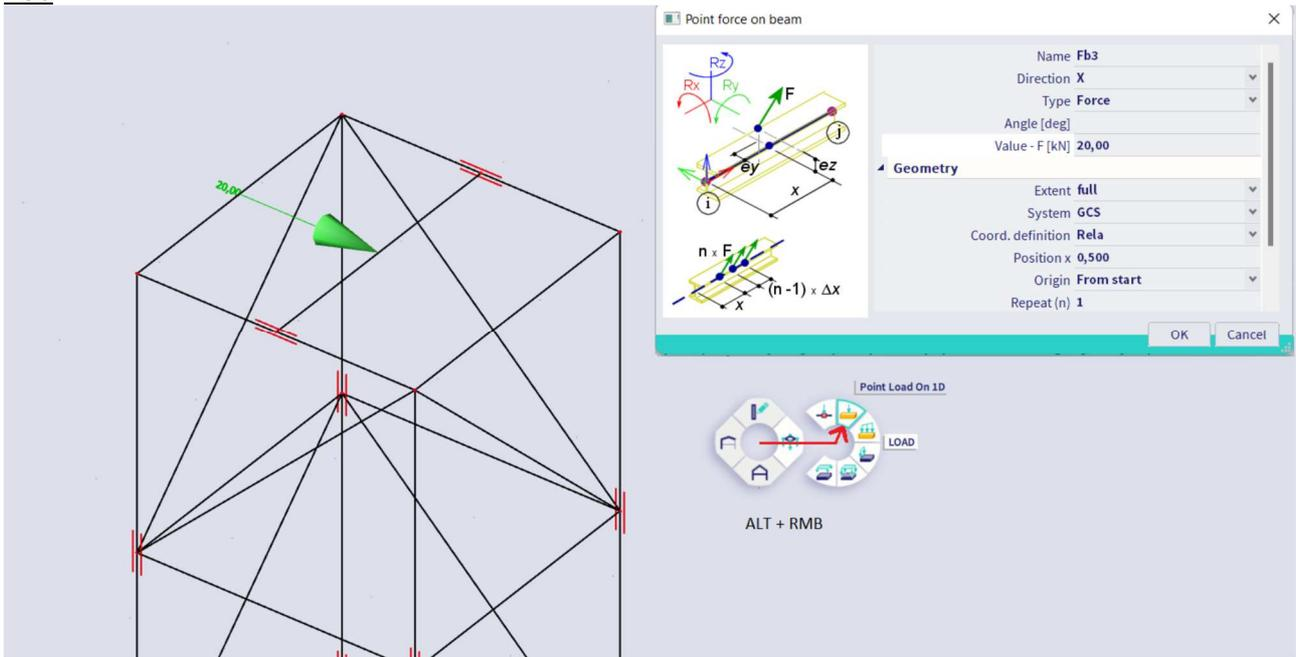 Point force on beam
Rz
Rx
Ry
F
j
ey
ez
x
i
n x F
(n -1) x Δx
x
Name Fb3
Direction X
Type Force
Angle [deg]
Value - F [kN] 20,00
Geometry
Extent full
System GCS
Coord. definition Rela
Position x 0,500
Origin From start
Repeat (n) 1
OK Cancel
20,00
Point Load On 1D
LOAD
ALT + RMB